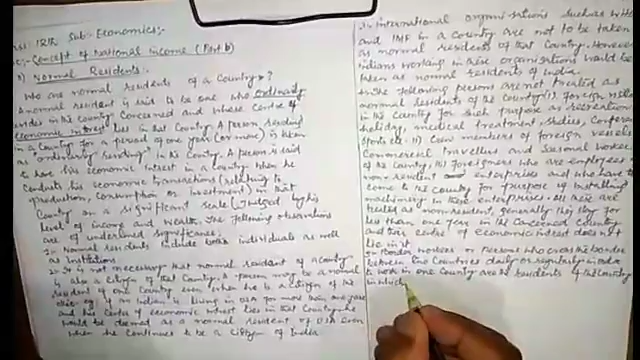 12th Sub:- Economics:-
Concept of National Income (Part b)
Normal Residents.
Who are normal residents of a country?
A normal resident is said to be one who ordinarily
resides in the country concerned and whose centre of
economic interest lies in that country. A person residing
in a country for a period of one year (or more) is taken
as "ordinarily residing" in the country. A person is said
to have his economic interest in a country when he
conducts his economic transactions (relating to
production, consumption or investment) in that
country on a significant scale (judged by his
level of income and wealth. The following observations
are of underlined significance:
1:- Normal residents include both individuals as well
as institutions
2:- It is not necessary that normal resident of a country
is also a citizen of that country. A person may be a normal
resident of one country even when he is a citizen of the
other eg if an Indian is living in USA for more than one year
and his centre of economic interest lies in that country he
would be deemed as a normal resident of USA even
when he continues to be a citizen of India
International organisations such as
and IMF in a country are not to be taken
as normal residents of that country. However
Indians working in these organisations would be
taken as normal residents of India.
The following persons are not treated as
normal residents of the country: Foreign
in the country for such purpose as recreation
holiday, medical treatment, studies, conference
sports etc. ii) Crew members of foreign vessels
Commercial travellers and seasonal workers
of the country iii) Foreigners who are employees
non-resident enterprises and who have to
come to the country for purpose of installing
machinery in these enterprises. All these are
treated as non-resident generally they stay for
less than one year in the concerned country
and their centre of economic interest does not
lie in it
Border workers or persons who cross the border
between two countries daily or regularly in order
to work in one country are the residents of the country
in which